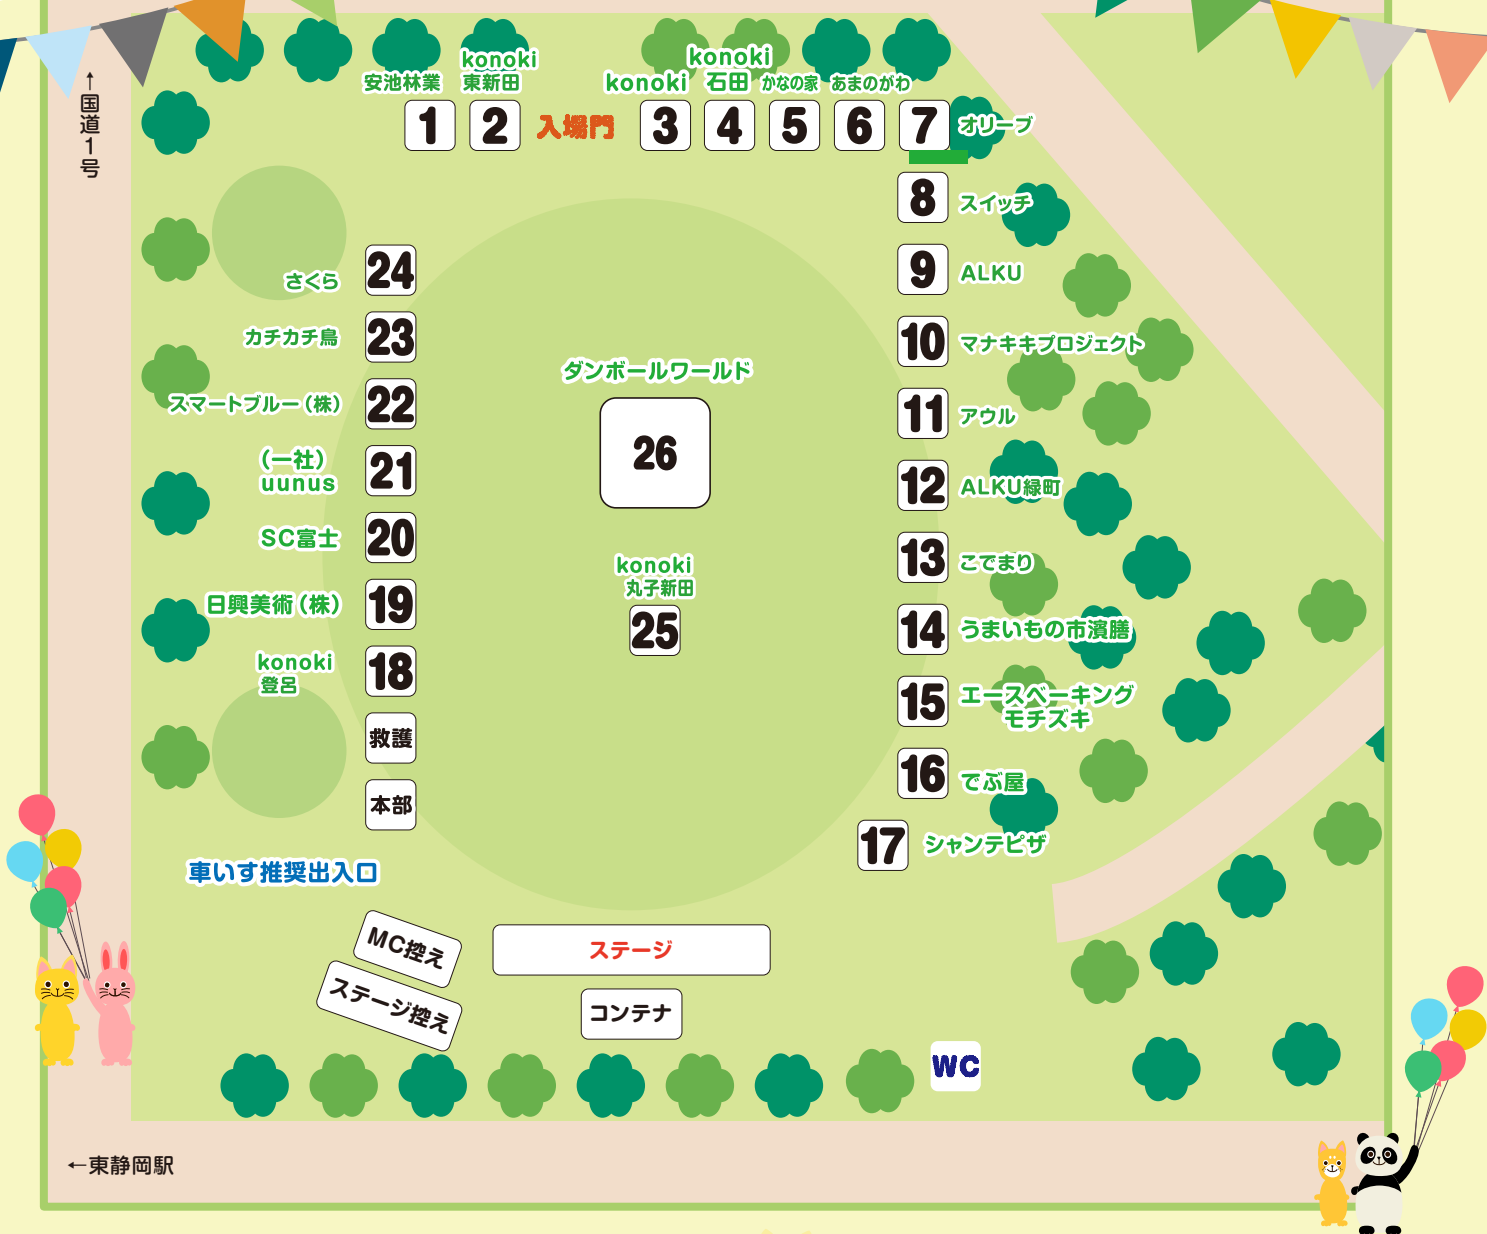 ↑国道1号
安池林業
konoki
東新田
konoki
konoki
石田
かなの家
あまのがわ
1
2
入場門
3
4
5
6
7
オリーブ
8
スイッチ
9
ALKU
10
マナキキプロジェクト
11
アウル
12
ALKU緑町
13
こでまり
14
うまいもの市濱膳
15
エースベーキング
モチズキ
16
でぶ屋
17
シャンテピザ
さくら
24
カチカチ鳥
23
スマートブルー（株）
22
（一社）
uunus
21
SC富士
20
日興美術（株）
19
konoki
登呂
18
救護
本部
ダンボールワールド
26
konoki
丸子新田
25
車いす推奨出入口
MC控え
ステージ控え
ステージ
コンテナ
WC
←東静岡駅